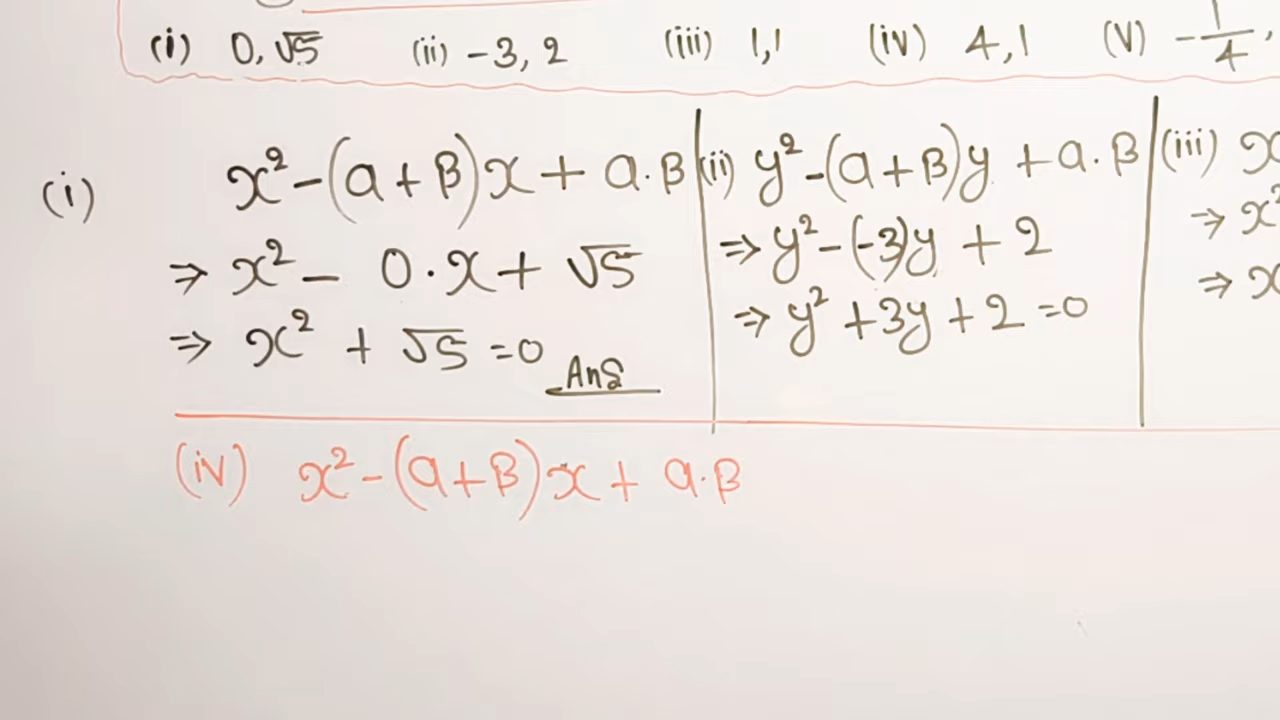 (i) 0, √5 (ii) -3, 2 (iii) 1, 1 (iv) 4, 1 (v) -1/4,
(i) x² - (a + β)x + a.β
⇒ x² - 0.x + √5
⇒ x² + √5 = 0 Ans
(ii) y² - (a + β)y + a.β
⇒ y² - (-3)y + 2
⇒ y² + 3y + 2 = 0
(iii) x
⇒ x²
⇒ x
(iv) x² - (a + β)x + a.β